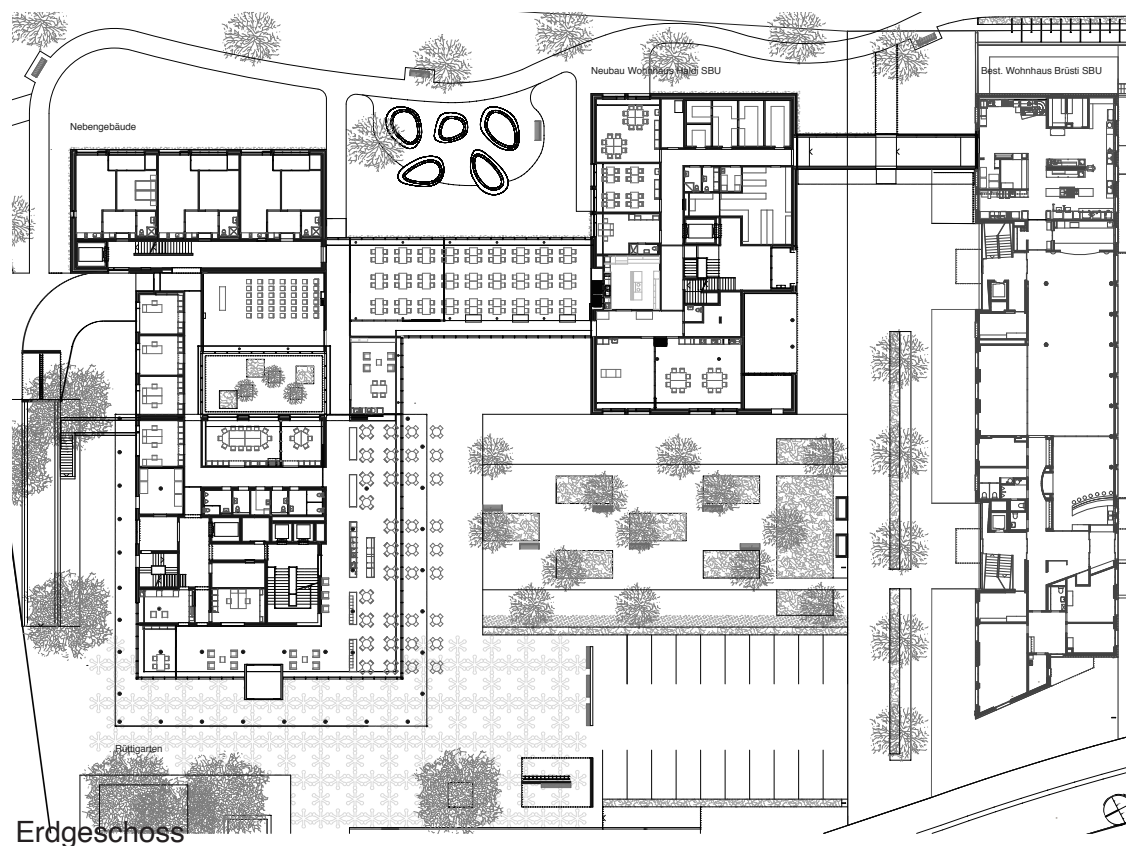 Neubau Wohnhaus Haldi SBU
Best. Wohnhaus Brüsti SBU
Nebengebäude
Rüttigarten
Erdgeschoss